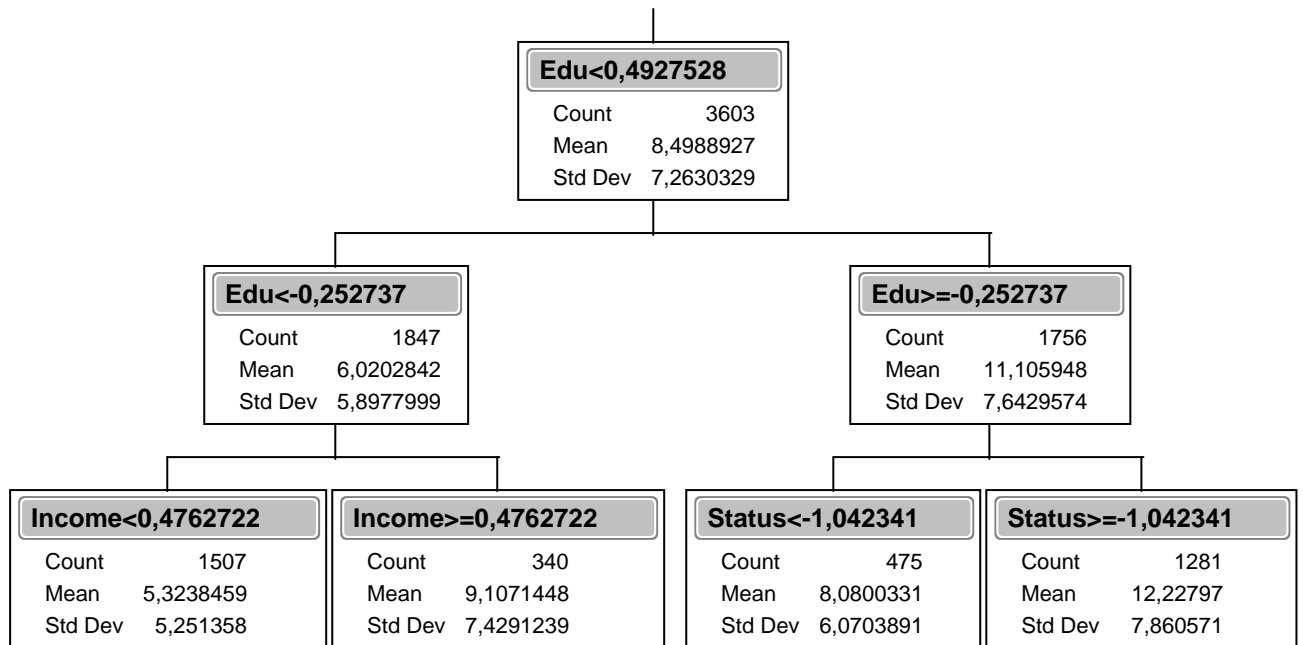 Edu<0,4927528
Count 3603
Mean 8,4988927
Std Dev 7,2630329
Edu<-0,252737
Count 1847
Mean 6,0202842
Std Dev 5,8977999
Edu>=-0,252737
Count 1756
Mean 11,105948
Std Dev 7,6429574
Income<0,4762722
Count 1507
Mean 5,3238459
Std Dev 5,251358
Income>=0,4762722
Count 340
Mean 9,1071448
Std Dev 7,4291239
Status<-1,042341
Count 475
Mean 8,0800331
Std Dev 6,0703891
Status>=-1,042341
Count 1281
Mean 12,22797
Std Dev 7,860571